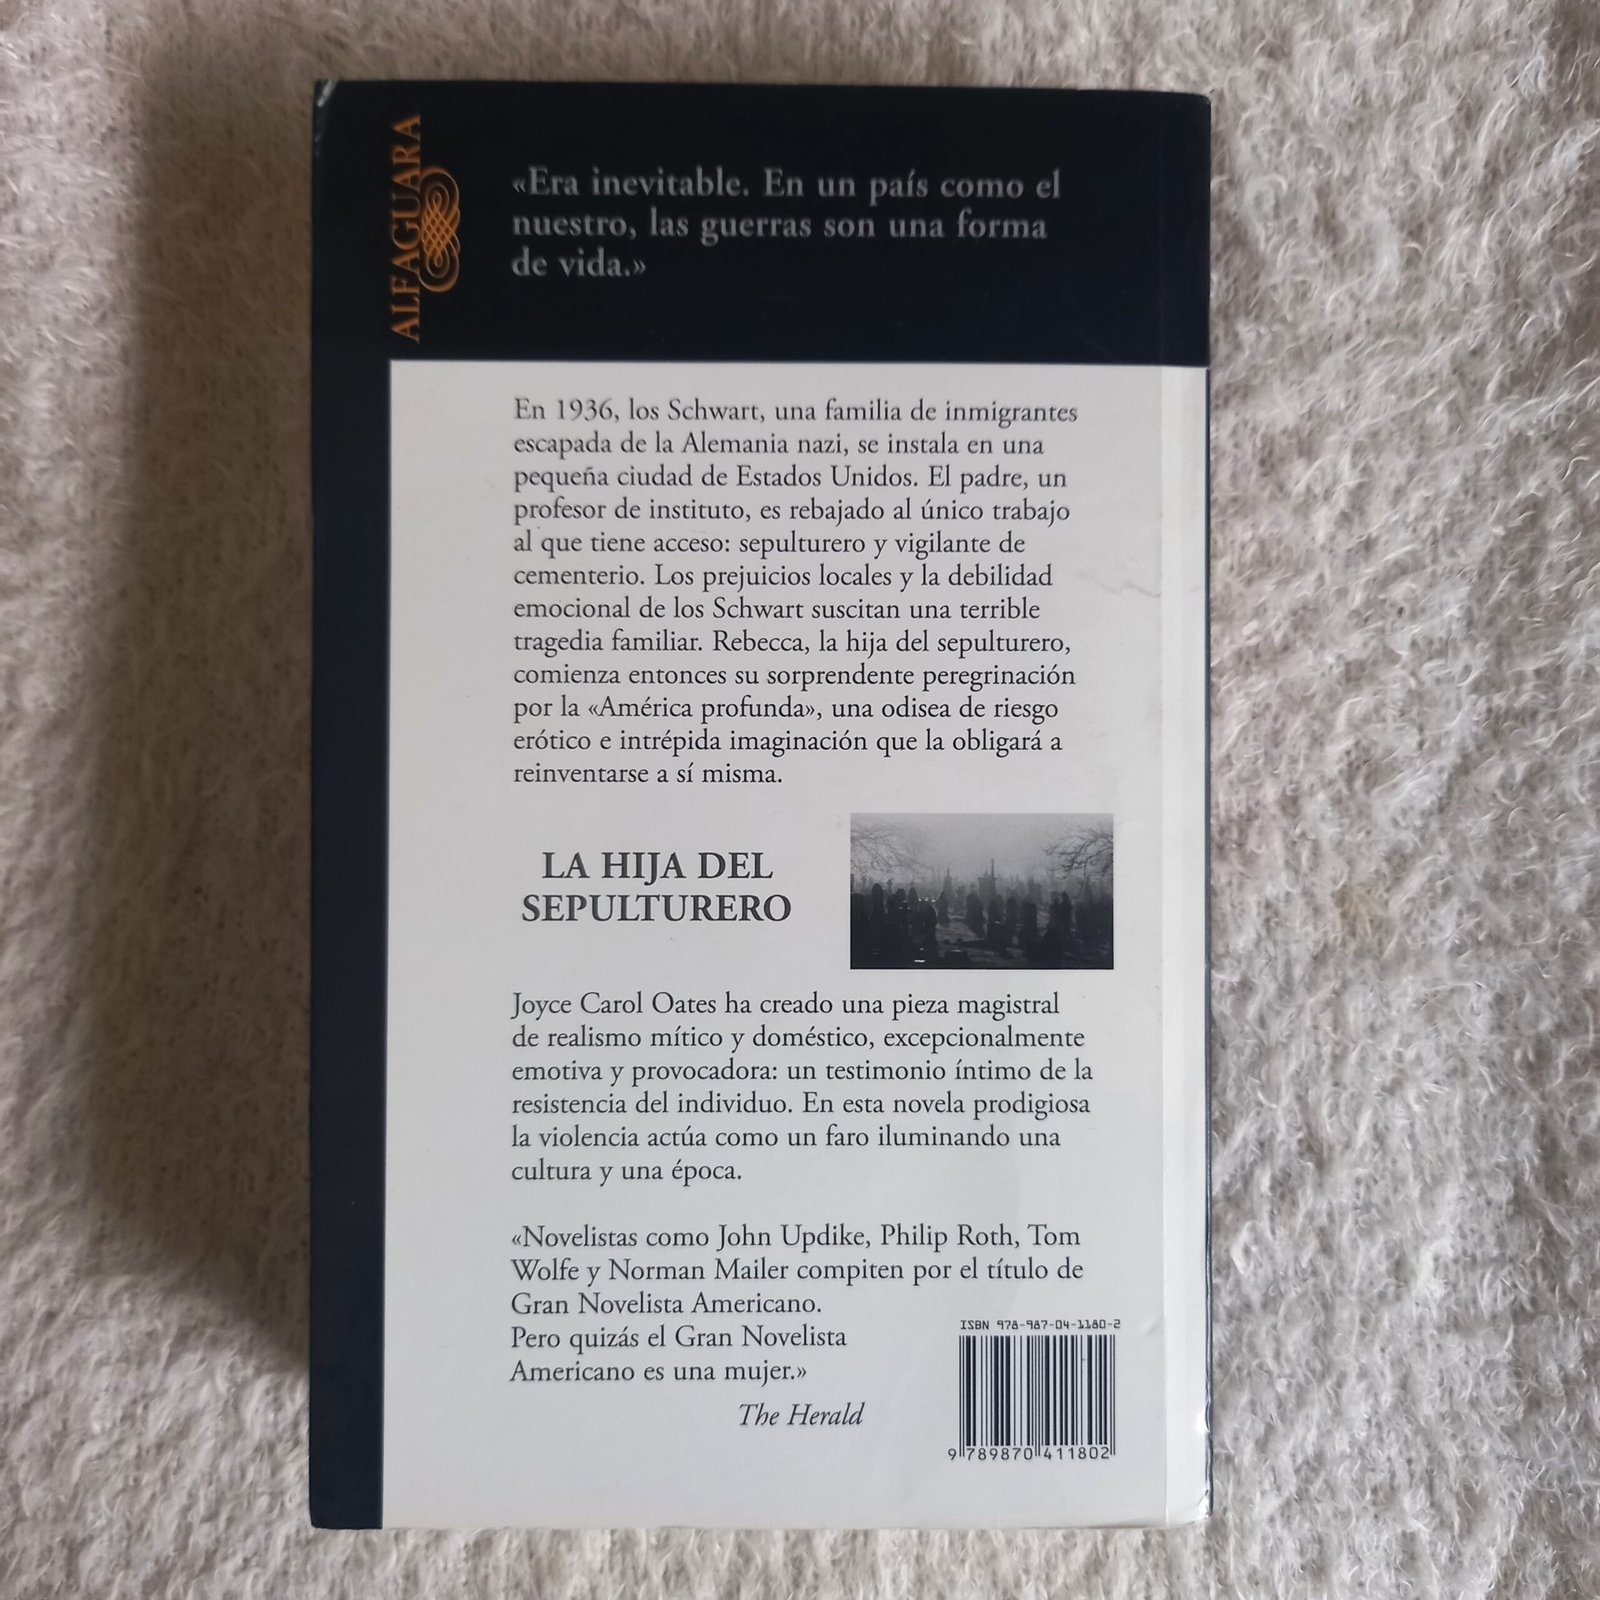 ALFAGUARA
«Era inevitable. En un país como el
nuestro, las guerras son una forma
de vida.»
En 1936, los Schwart, una familia de inmigrantes
escapada de la Alemania nazi, se instala en una
pequeña ciudad de Estados Unidos. El padre, un
profesor de instituto, es rebajado al único trabajo
al que tiene acceso: sepulturero y vigilante de
cementerio. Los prejuicios locales y la debilidad
emocional de los Schwart suscitan una terrible
tragedia familiar. Rebecca, la hija del sepulturero,
comienza entonces su sorprendente peregrinación
por la «América profunda», una odisea de riesgo
erótico e intrépida imaginación que la obligará a
reinventarse a sí misma.
LA HIJA DEL
SEPULTURERO
Joyce Carol Oates ha creado una pieza magistral
de realismo mítico y doméstico, excepcionalmente
emotiva y provocadora: un testimonio íntimo de la
resistencia del individuo. En esta novela prodigiosa
la violencia actúa como un faro iluminando una
cultura y una época.
«Novelistas como John Updike, Philip Roth, Tom
Wolfe y Norman Mailer compiten por el título de
Gran Novelista Americano.
Pero quizás el Gran Novelista
Americano es una mujer.»
The Herald
ISBN 978-987-04-1180-2
9 789870 411802